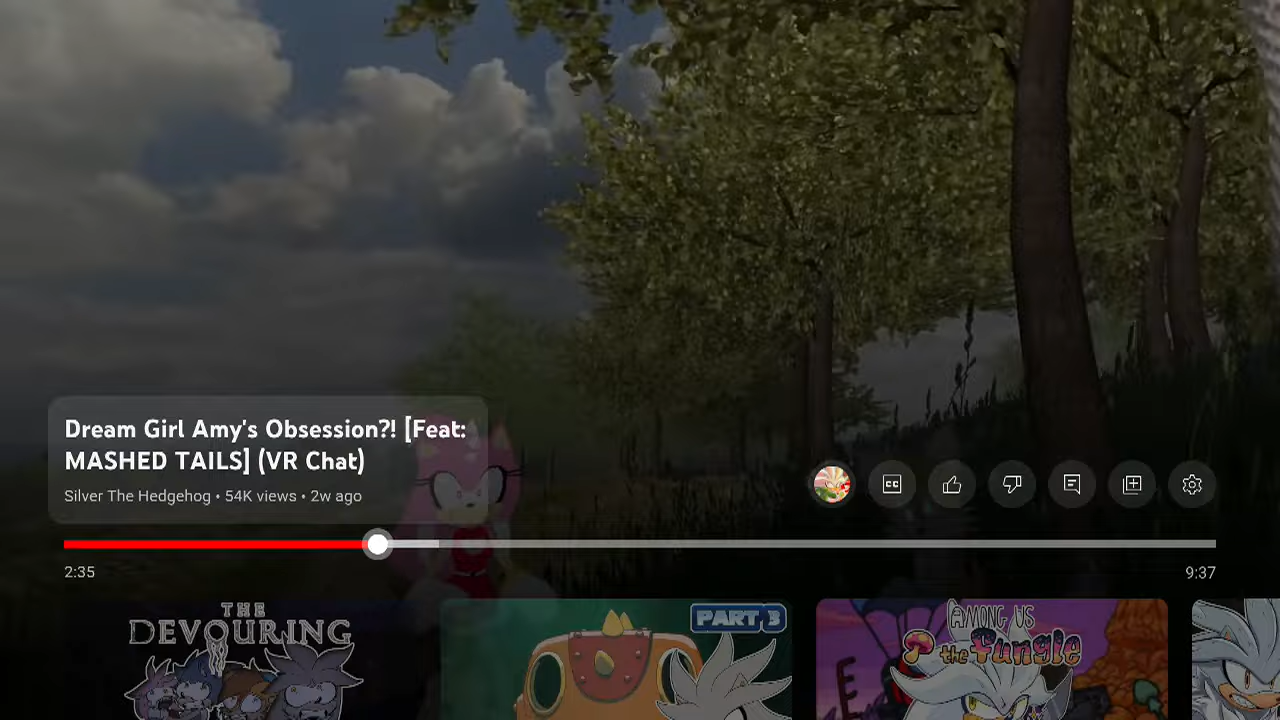 Dream Girl Amy's Obsession?! [Feat:
MASHED TAILS] (VR Chat)
Silver The Hedgehog • 54K views • 2w ago
CC
2:35
9:37
THE
DEVOURING
PART 3
AMONG US
the Fungle